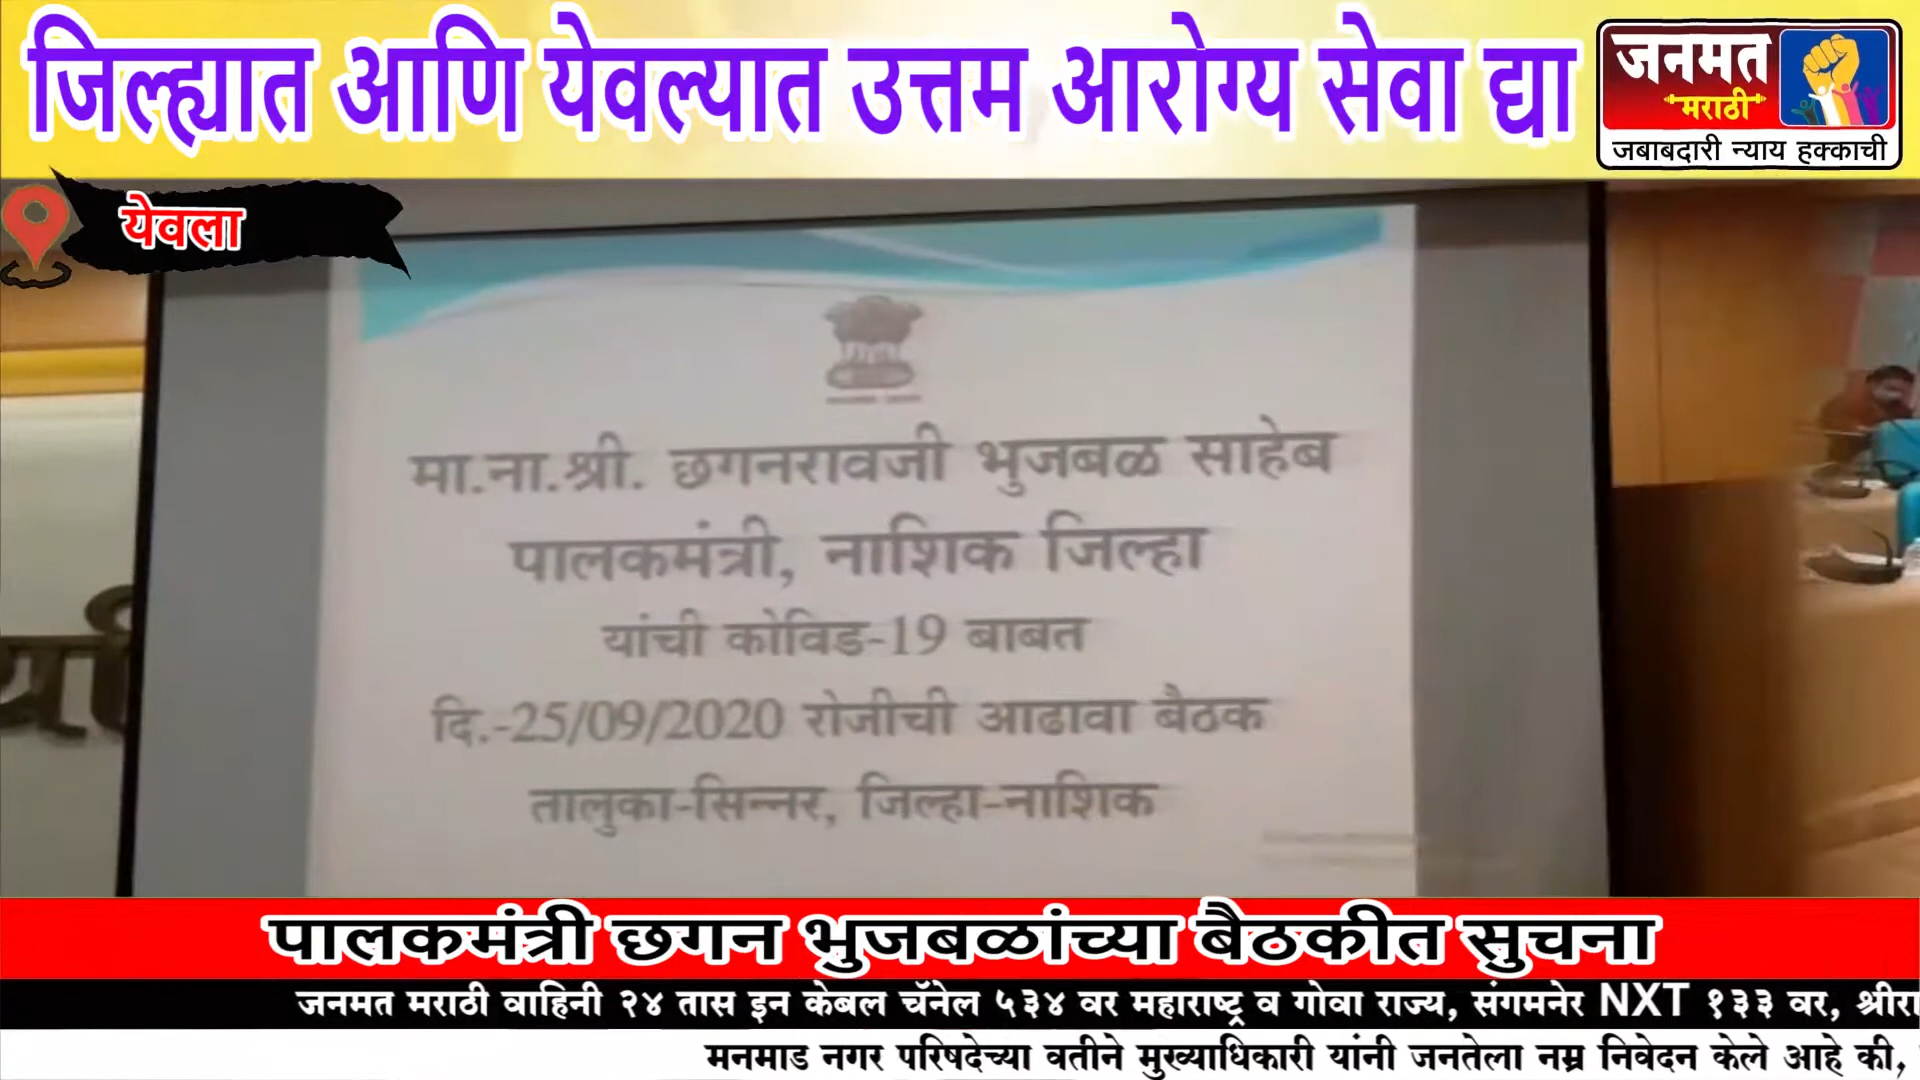 जिल्ह्यात आणि येवल्यात उत्तम आरोग्य सेवा द्या
जनमत
मराठी
जबाबदारी न्याय हक्काची
येवला
मा.ना.श्री. छगनरावजी भुजबळ साहेब
पालकमंत्री, नाशिक जिल्हा
यांची कोविड-19 बाबत
दि.-25/09/2020 रोजीची आढावा बैठक
तालुका-सिन्नर, जिल्हा-नाशिक
पालकमंत्री छगन भुजबळांच्या बैठकीत सुचना
जनमत मराठी वाहिनी २४ तास इन केबल चॅनेल ५३४ वर महाराष्ट्र व गोवा राज्य, संगमनेर NXT १३३ वर, श्रीरा
मनमाड नगर परिषदेच्या वतीने मुख्याधिकारी यांनी जनतेला नम्र निवेदन केले आहे की,